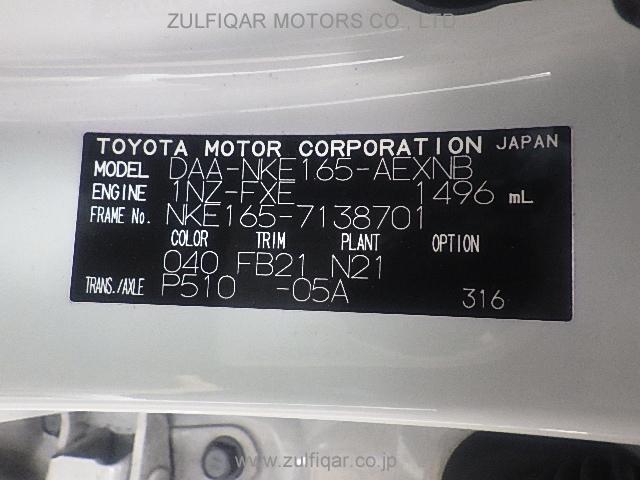 ZULFIQAR MOTORS CO., LTD.
TOYOTA MOTOR CORPORATION JAPAN
MODEL DAA-NKE165-AEXNB
ENGINE 1NZ-FXE 1496 mL
FRAME No. NKE165-7138701
COLOR TRIM PLANT OPTION
040 FB21 N21
TRANS./AXLE P510 -05A 316
www.zulfiqar.co.jp